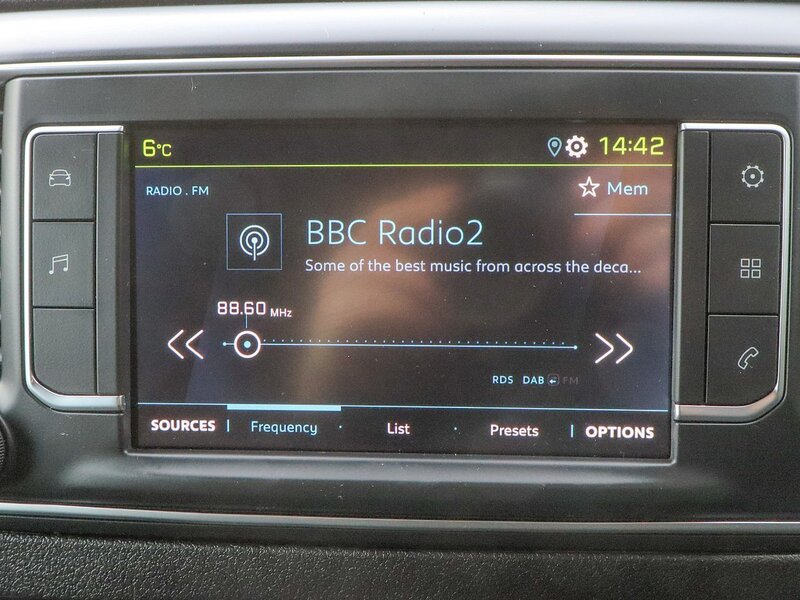 6°C 14:42
RADIO . FM Mem
BBC Radio2
Some of the best music from across the deca...
88.60 MHz
RDS DAB FM
SOURCES | Frequency · List · Presets | OPTIONS